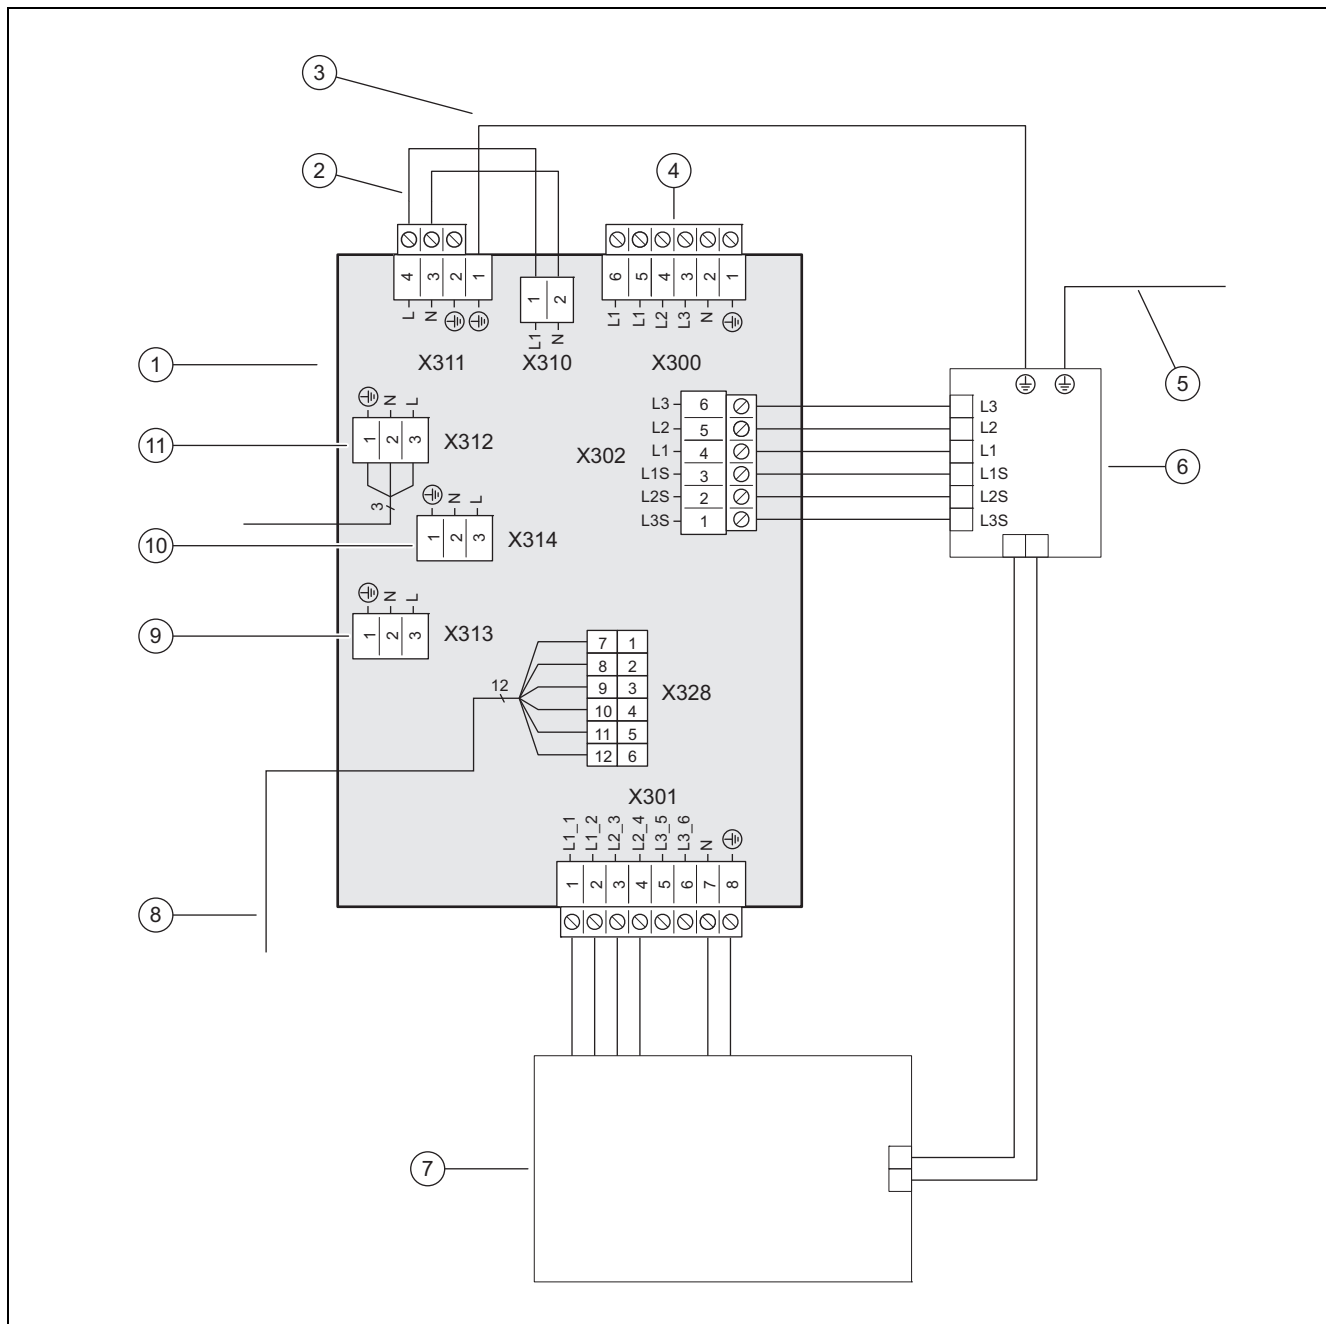 3
2
4
4 3 2 1
L N
1 2
L1 N
6 5 4 3 2 1
L1 L1 L2 L3 N
X311 X310 X300
1
5
N L
1 2 3
X312
11
3
N L
1 2 3
X314
10
N L
1 2 3
X313
9
X302
L3 6
L2 5
L1 4
L1S 3
L2S 2
L3S 1
L3
L2
L1
L1S
L2S
L3S
6
12
7 1
8 2
9 3
10 4
11 5
12 6
X328
X301
L1_1 L1_2 L2_3 L2_4 L3_5 L3_6 N
1 2 3 4 5 6 7 8
8
7